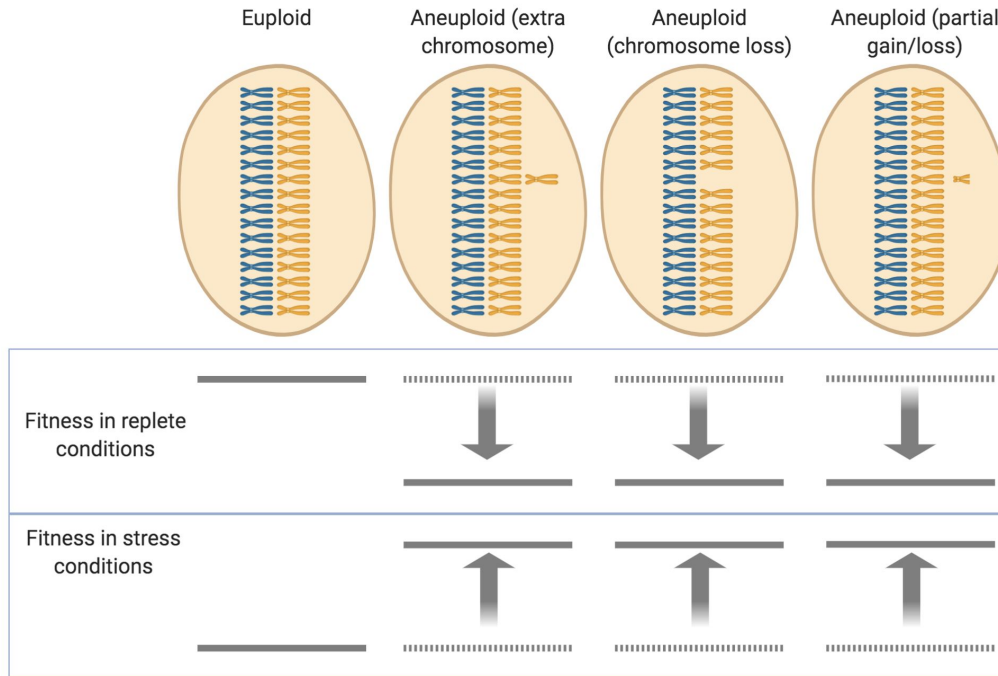 Euploid
Aneuploid (extra
chromosome)
Aneuploid
(chromosome loss)
Aneuploid (partial
gain/loss)
Fitness in replete
conditions
Fitness in stress
conditions